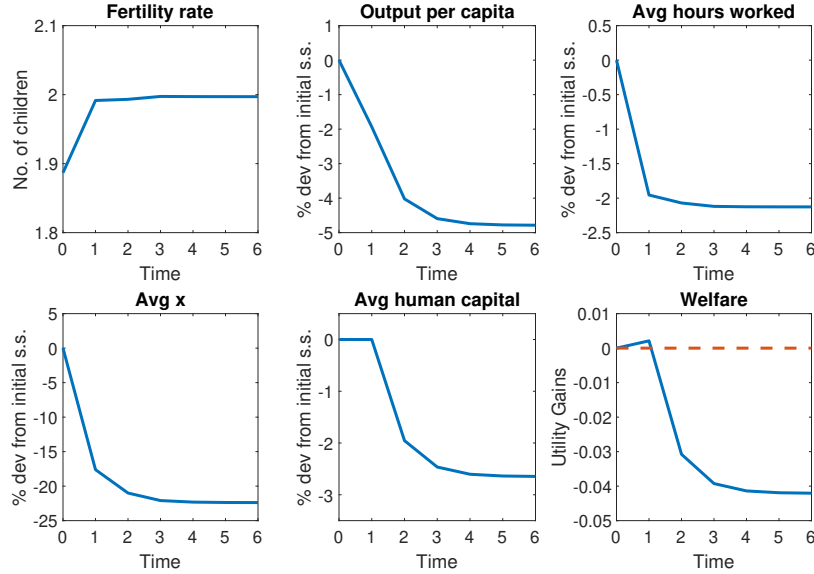 Fertility rate
2.1
2
1.9
1.8
No. of children
0 1 2 3 4 5 6
Time
Output per capita
1
0
-1
-2
-3
-4
-5
% dev from initial s.s.
0 1 2 3 4 5 6
Time
Avg hours worked
0.5
0
-0.5
-1
-1.5
-2
-2.5
% dev from initial s.s.
0 1 2 3 4 5 6
Time
Avg x
5
0
-5
-10
-15
-20
-25
% dev from initial s.s.
0 1 2 3 4 5 6
Time
Avg human capital
0
-1
-2
-3
% dev from initial s.s.
0 1 2 3 4 5 6
Time
Welfare
0.01
0
-0.01
-0.02
-0.03
-0.04
-0.05
Utility Gains
0 1 2 3 4 5 6
Time